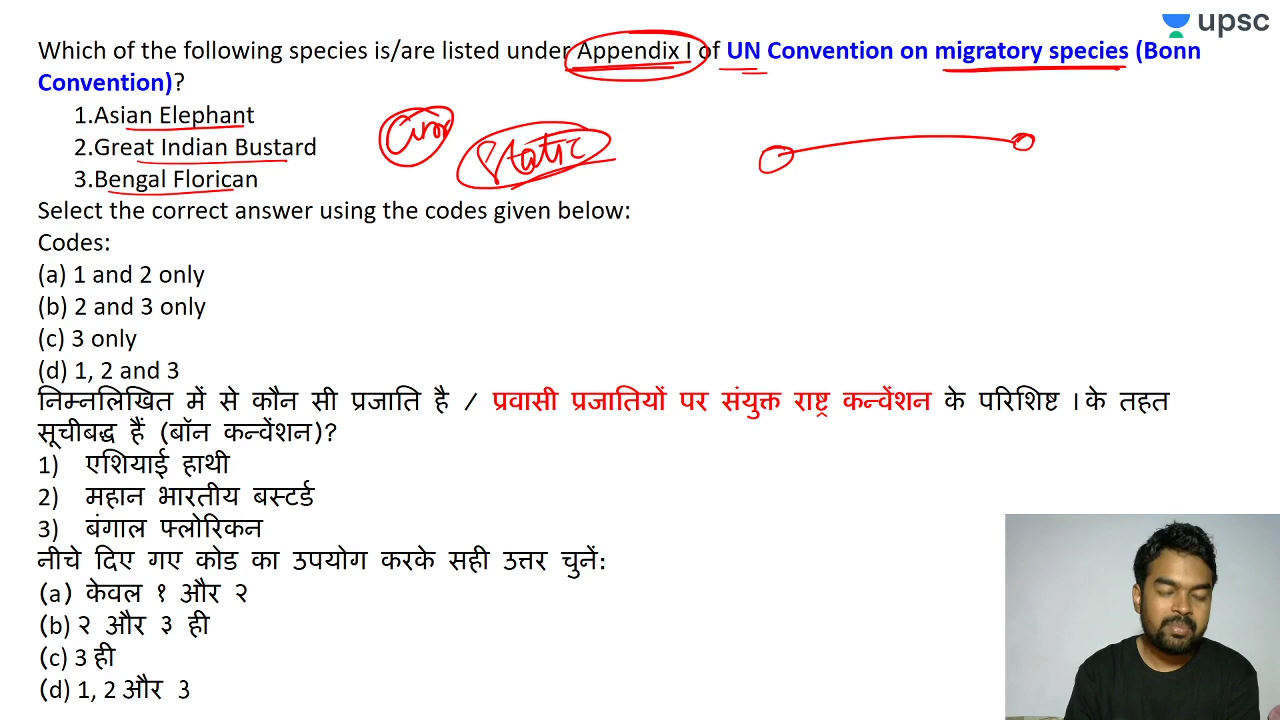 upsc
Which of the following species is/are listed under Appendix I of UN Convention on migratory species (Bonn
Convention)?
1.Asian Elephant
2.Great Indian Bustard
3.Bengal Florican
Static
Select the correct answer using the codes given below:
Codes:
(a) 1 and 2 only
(b) 2 and 3 only
(c) 3 only
(d) 1, 2 and 3
निम्नलिखित में से कौन सी प्रजाति है / प्रवासी प्रजातियों पर संयुक्त राष्ट्र कन्वेंशन के परिशिष्ट । के तहत
सूचीबद्ध हैं (बॉन कन्वेंशन)?
1) एशियाई हाथी
2) महान भारतीय बस्टर्ड
3) बंगाल फ्लोरिकन
नीचे दिए गए कोड का उपयोग करके सही उत्तर चुनें:
(a) केवल १ और २
(b) २ और ३ ही
(c) 3 ही
(d) 1, 2 और 3